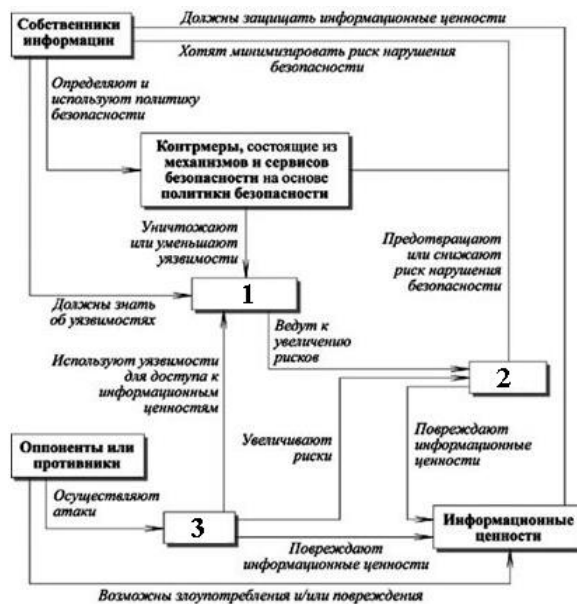 Собственники
информации
Должны защищать информационные ценности
Хотят минимизировать риск нарушения
безопасности
Определяют и
используют политику
безопасности
Контрмеры, состоящие из
механизмов и сервисов
безопасности на основе
политики безопасности
Уничтожают
или уменьшают
уязвимости
Предотвращают
или снижают
риск нарушения
безопасности
1
Должны знать
об уязвимостях
Ведут к
увеличению
рисков
Используют уязвимости
для доступа к
информационным
ценностям
2
Увеличивают
риски
Повреждают
информационные
ценности
Оппоненты или
противники
Осуществляют
атаки
3
Информационные
ценности
Повреждают
информационные ценности
Возможны злоупотребления и/или повреждения